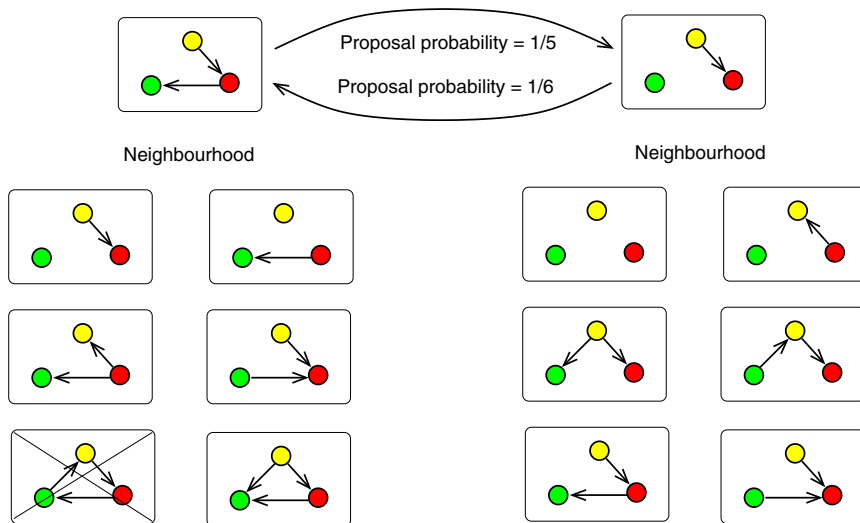 Proposal probability = 1/5
Proposal probability = 1/6
Neighbourhood
Neighbourhood